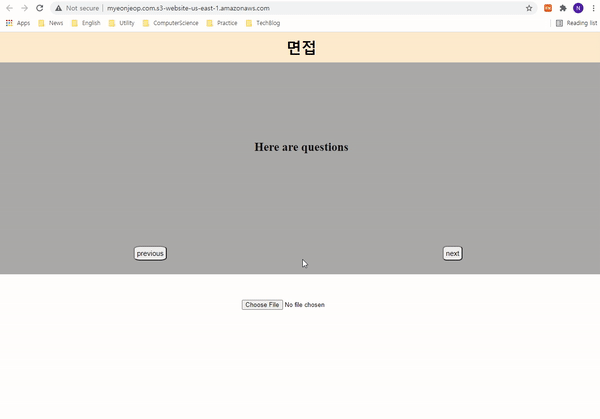 Not secure | myeonjeop.com.s3-website-us-east-1.amazonaws.com
Apps News English Utility ComputerScience Practice TechBlog Reading list
면접
Here are questions
previous next
Choose File No file chosen